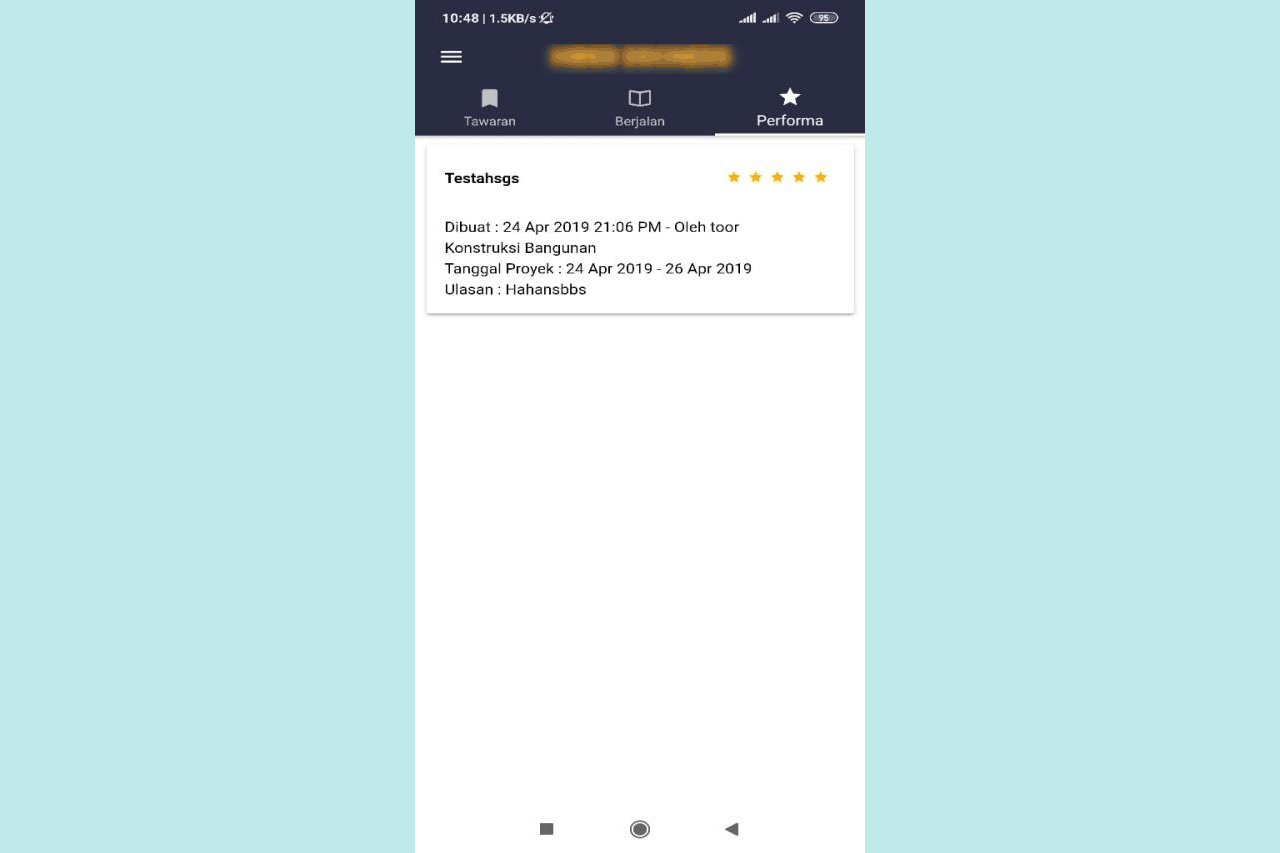 10:48 | 1.5KB/s
95
Tawaran
Berjalan
Performa
Testahsgs
Dibuat : 24 Apr 2019 21:06 PM - Oleh toor
Konstruksi Bangunan
Tanggal Proyek : 24 Apr 2019 - 26 Apr 2019
Ulasan : Hahansbbs